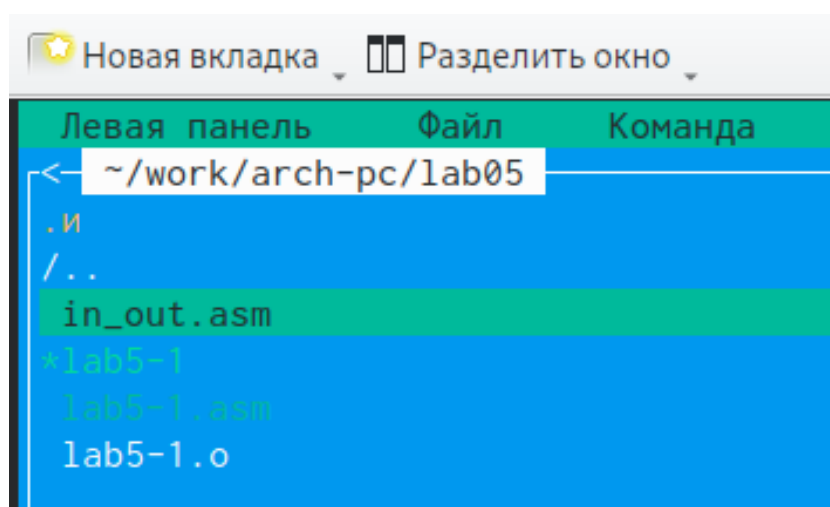 Новая вкладка Разделить окно
Левая панель Файл Команда
<- ~/work/arch-pc/lab05
.и
/..
in_out.asm
*lab5-1
lab5-1.asm
lab5-1.o